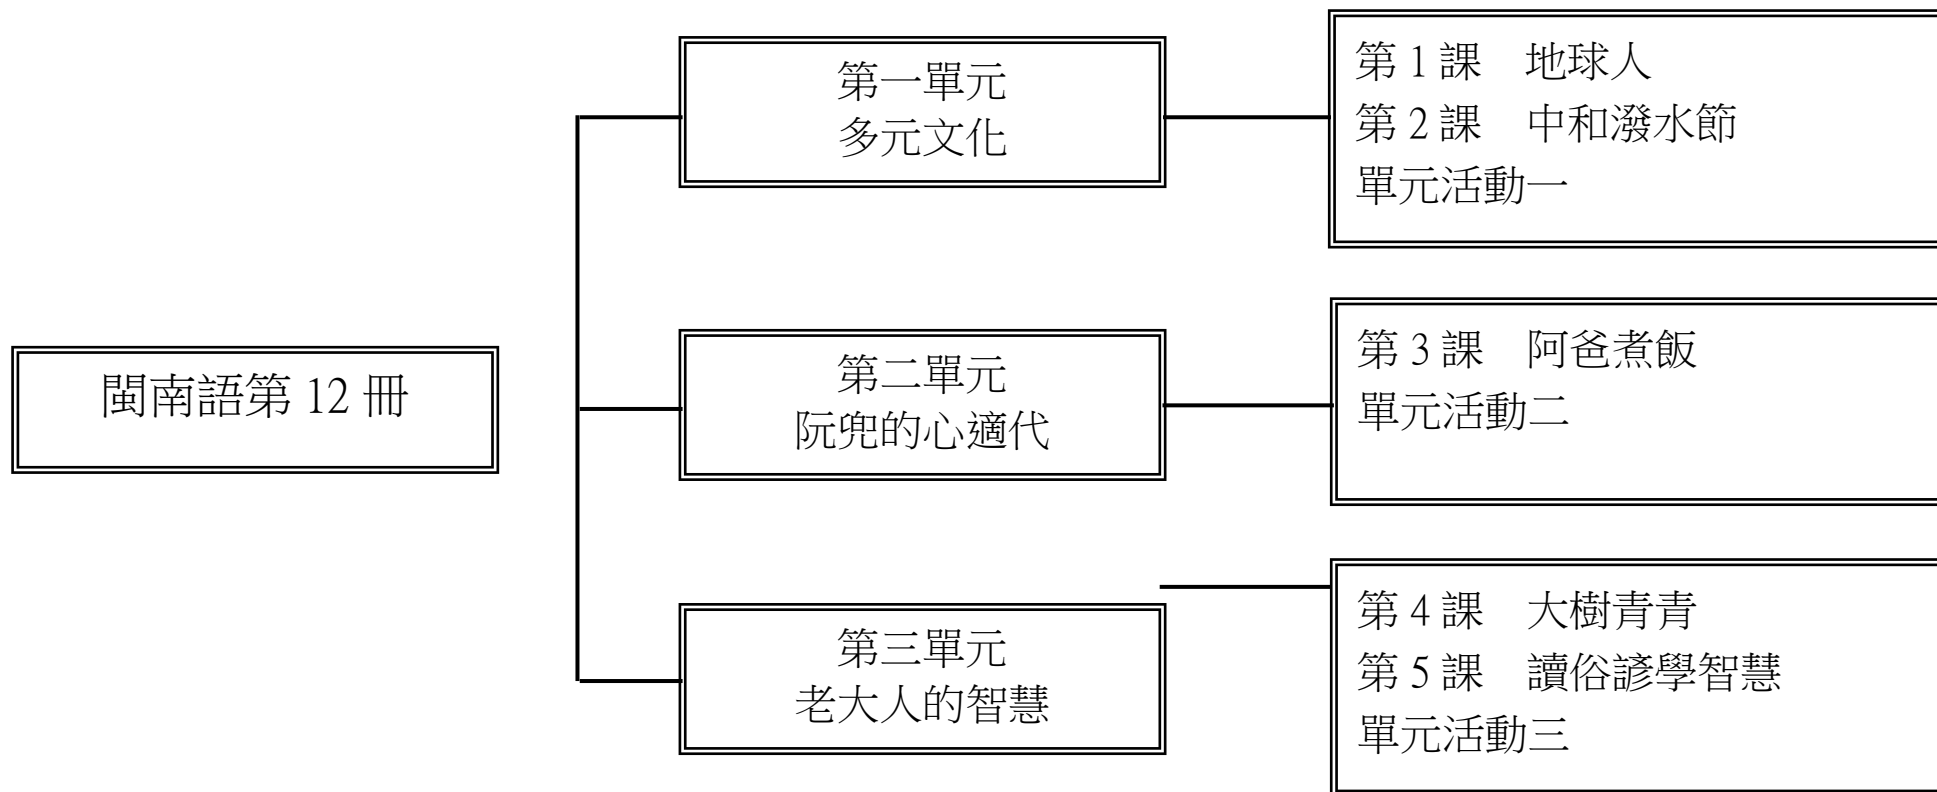 閩南語第 12 冊
第一單元
多元文化
第 1 課　地球人
第 2 課　中和潑水節
單元活動一
第二單元
阮兜的心適代
第 3 課　阿爸煮飯
單元活動二
第三單元
老大人的智慧
第 4 課　大樹青青
第 5 課　讀俗諺學智慧
單元活動三